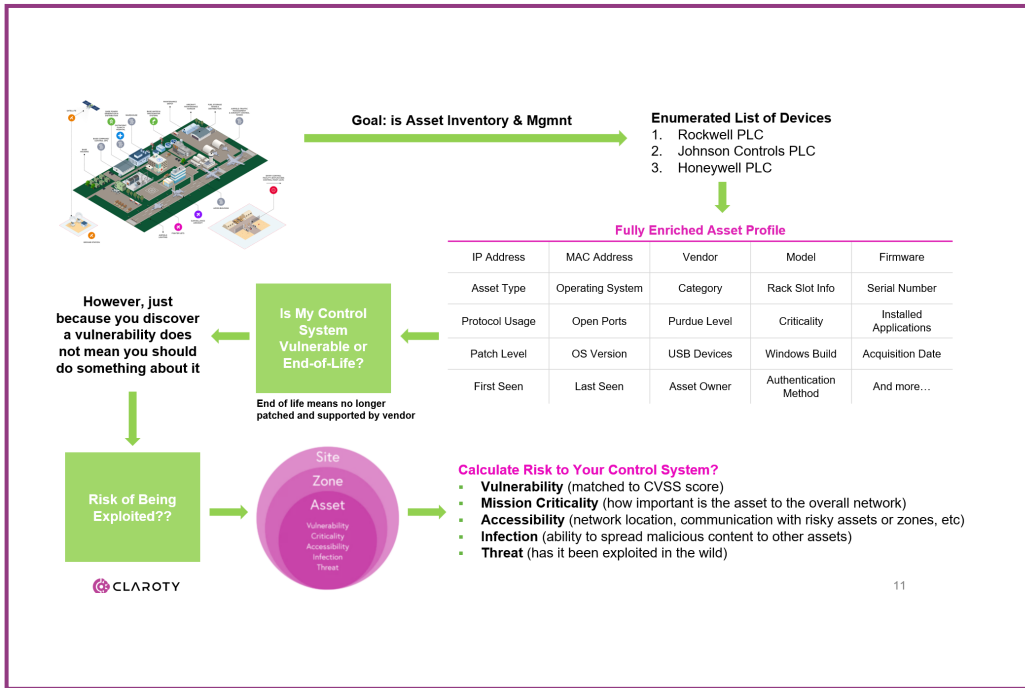 Goal: is Asset Inventory & Mgmnt
Enumerated List of Devices
1. Rockwell PLC
2. Johnson Controls PLC
3. Honeywell PLC
Fully Enriched Asset Profile
IP Address MAC Address Vendor Model Firmware
Asset Type Operating System Category Rack Slot Info Serial Number
Protocol Usage Open Ports Purdue Level Criticality Installed Applications
Patch Level OS Version USB Devices Windows Build Acquisition Date
First Seen Last Seen Asset Owner Authentication Method And more…
Is My Control
System
Vulnerable or
End-of-Life?
End of life means no longer
patched and supported by vendor
However, just
because you discover
a vulnerability does
not mean you should
do something about it
Risk of Being
Exploited??
Site
Zone
Asset
Vulnerability
Criticality
Accessibility
Infection
Threat
Calculate Risk to Your Control System?
▪ Vulnerability (matched to CVSS score)
▪ Mission Criticality (how important is the asset to the overall network)
▪ Accessibility (network location, communication with risky assets or zones, etc)
▪ Infection (ability to spread malicious content to other assets)
▪ Threat (has it been exploited in the wild)
CLAROTY
11